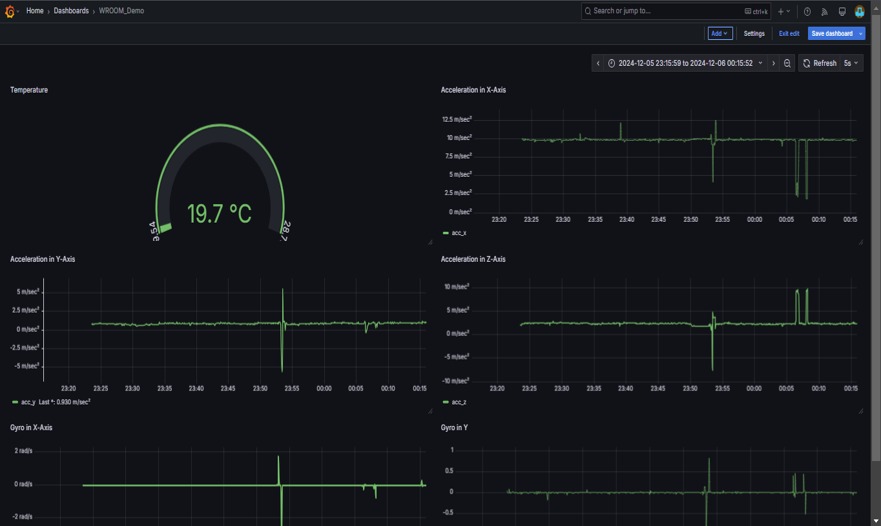 Home › Dashboards › WROOM_Demo
Search or jump to...
ctrl+k
Add
Settings
Exit edit
Save dashboard
2024-12-05 23:15:59 to 2024-12-06 00:15:52
Refresh
5s
Temperature
19.7 °C
28.7
Acceleration in X-Axis
12.5 m/sec²
10 m/sec²
7.5 m/sec²
5 m/sec²
2.5 m/sec²
0 m/sec²
23:20 23:25 23:30 23:35 23:40 23:45 23:50 23:55 00:00 00:05 00:10 00:15
acc_x
Acceleration in Y-Axis
5 m/sec²
2.5 m/sec²
0 m/sec²
-2.5 m/sec²
-5 m/sec²
23:20 23:25 23:30 23:35 23:40 23:45 23:50 23:55 00:00 00:05 00:10 00:15
acc_y Last *: 0.930 m/sec²
Acceleration in Z-Axis
10 m/sec²
5 m/sec²
0 m/sec²
-5 m/sec²
-10 m/sec²
23:20 23:25 23:30 23:35 23:40 23:45 23:50 23:55 00:00 00:05 00:10 00:15
acc_z
Gyro in X-Axis
2 rad/s
0 rad/s
-2 rad/s
Gyro in Y
1
0.5
0
-0.5